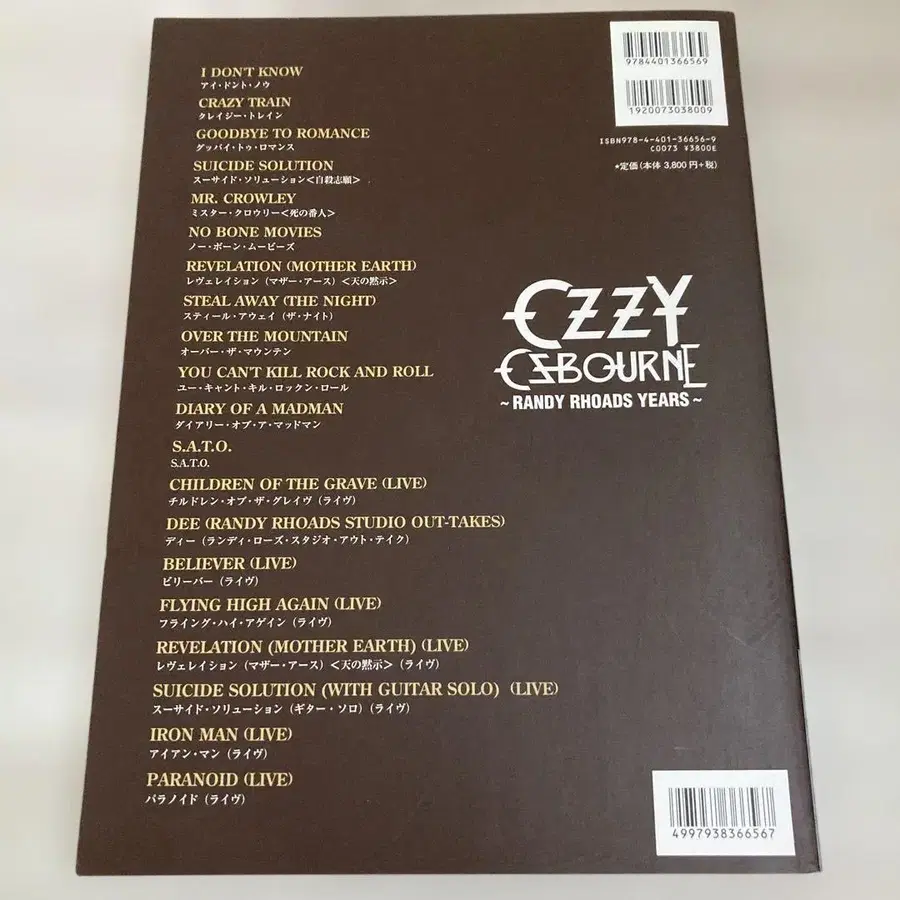 I DON'T KNOW
アイ・ドント・ノウ
CRAZY TRAIN
クレイジー・トレイン
GOODBYE TO ROMANCE
グッバイ・トゥ・ロマンス
SUICIDE SOLUTION
スーサイド・ソリューション<自殺志願>
MR. CROWLEY
ミスター・クロウリー<死の番人>
NO BONE MOVIES
ノー・ボーン・ムービーズ
REVELATION (MOTHER EARTH)
レヴェレイション (マザー・アース) <天の黙示>
STEAL AWAY (THE NIGHT)
スティール・アウェイ (ザ・ナイト)
OVER THE MOUNTAIN
オーバー・ザ・マウンテン
YOU CAN'T KILL ROCK AND ROLL
ユー・キャント・キル・ロックン・ロール
DIARY OF A MADMAN
ダイアリー・オブ・ア・マッドマン
S.A.T.O.
S.A.T.O.
CHILDREN OF THE GRAVE (LIVE)
チルドレン・オブ・ザ・グレイヴ (ライヴ)
DEE (RANDY RHOADS STUDIO OUT-TAKES)
ディー (ランディ・ローズ・スタジオ・アウト・テイク)
BELIEVER (LIVE)
ビリーバー (ライヴ)
FLYING HIGH AGAIN (LIVE)
フライング・ハイ・アゲイン (ライヴ)
REVELATION (MOTHER EARTH) (LIVE)
レヴェレイション (マザー・アース) <天の黙示> (ライヴ)
SUICIDE SOLUTION (WITH GUITAR SOLO) (LIVE)
スーサイド・ソリューション (ギター・ソロ) (ライヴ)
IRON MAN (LIVE)
アイアン・マン (ライヴ)
PARANOID (LIVE)
パラノイド (ライヴ)
9784401366569
1920073038009
ISBN978-4-401-36656-9
C0073 ¥3800E
*定価(本体 3,800円+税)
OZZY
OSBOURNE
~RANDY RHOADS YEARS~
4997938366567